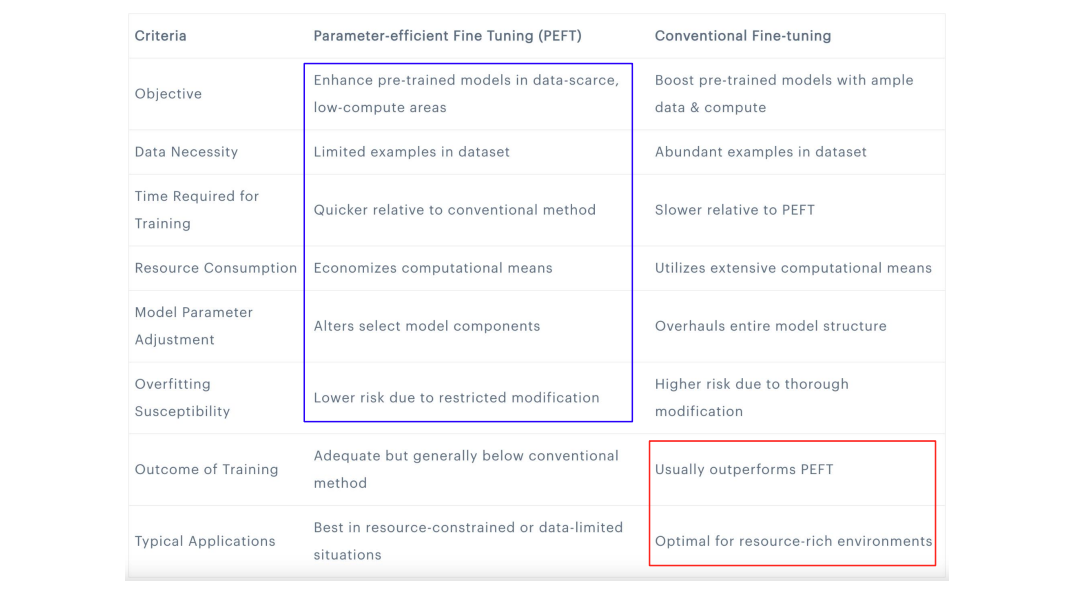 Criteria
Parameter-efficient Fine Tuning (PEFT)
Conventional Fine-tuning
Objective
Enhance pre-trained models in data-scarce,
low-compute areas
Boost pre-trained models with ample
data & compute
Data Necessity
Limited examples in dataset
Abundant examples in dataset
Time Required for
Training
Quicker relative to conventional method
Slower relative to PEFT
Resource Consumption
Economizes computational means
Utilizes extensive computational means
Model Parameter
Adjustment
Alters select model components
Overhauls entire model structure
Overfitting
Susceptibility
Lower risk due to restricted modification
Higher risk due to thorough
modification
Outcome of Training
Adequate but generally below conventional
method
Usually outperforms PEFT
Typical Applications
Best in resource-constrained or data-limited
situations
Optimal for resource-rich environments